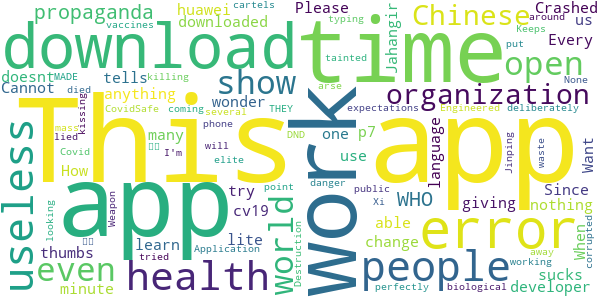 propaganda
huawei
vaccines
cartels
downloaded
MADE
typing
Please
Chinese
Crashed
around
Keeps
us
Every
download
time
Jahangir
tainted
put
None
doesnt
Cannot
died
killing
tells
THEY
show
open
CovidSafe
coming
arse
expectations
Engineered
deliberately
kissing
anything
wonder
organization
useless
This
app
work
mass
lied
many
several
DND
one
p7
language
Jinping
waste
Want
Covid
I'm
phone
will
elite
use
How
app
try
point
danger
public
WHO
Since
nothing
looking
Weapon
cv19
world
Destruction
Xi
giving
When
corrupted
even
learn
tried
Application
lite
people
able
change
error
away
working
thumbs
minute
health
perfectly
biological
sucks
developer